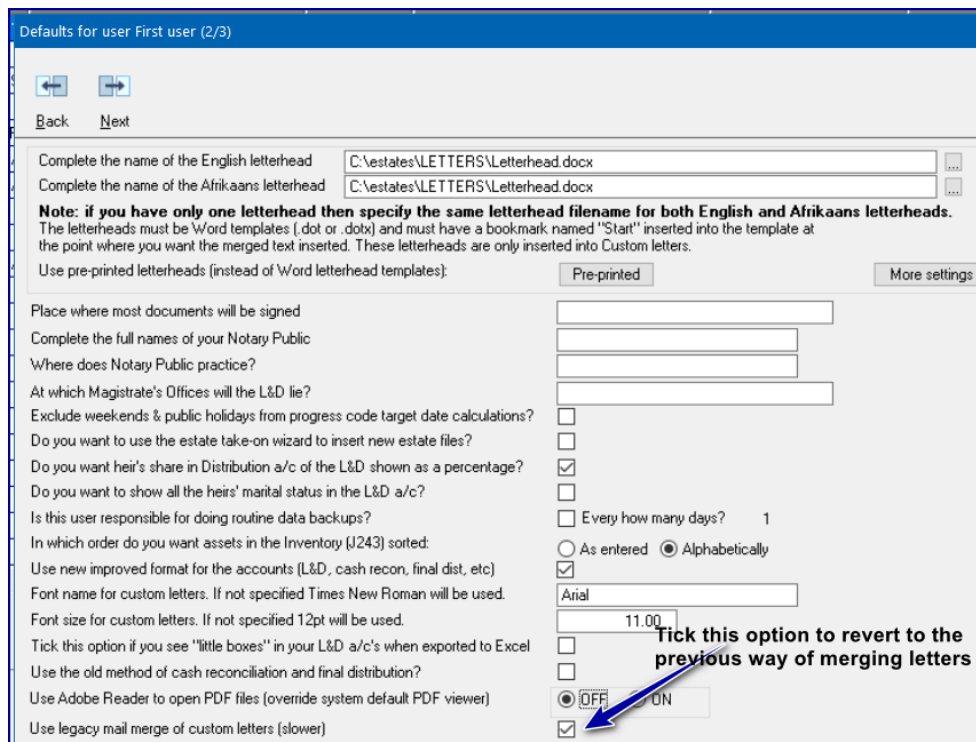 Defaults for user First user (2/3)
Back Next
Complete the name of the English letterhead C:\estates\LETTERS\Letterhead.docx ...
Complete the name of the Afrikaans letterhead C:\estates\LETTERS\Letterhead.docx ...
Note: if you have only one letterhead then specify the same letterhead filename for both English and Afrikaans letterheads.
The letterheads must be Word templates (.dot or .dotx) and must have a bookmark named "Start" inserted into the template at
the point where you want the merged text inserted. These letterheads are only inserted into Custom letters.
Use pre-printed letterheads (instead of Word letterhead templates): Pre-printed More settings
Place where most documents will be signed
Complete the full names of your Notary Public
Where does Notary Public practice?
At which Magistrate's Offices will the L&D lie?
Exclude weekends & public holidays from progress code target date calculations?
Do you want to use the estate take-on wizard to insert new estate files?
Do you want heir's share in Distribution a/c of the L&D shown as a percentage?
Do you want to show all the heirs' marital status in the L&D a/c?
Is this user responsible for doing routine data backups? Every how many days? 1
In which order do you want assets in the Inventory (J243) sorted: As entered Alphabetically
Use new improved format for the accounts (L&D, cash recon, final dist, etc)
Font name for custom letters. If not specified Times New Roman will be used. Arial
Font size for custom letters. If not specified 12pt will be used. 11.00
Tick this option to revert to the
previous way of merging letters
Tick this option if you see "little boxes" in your L&D a/c's when exported to Excel
Use the old method of cash reconciliation and final distribution?
Use Adobe Reader to open PDF files (override system default PDF viewer) OFF ON
Use legacy mail merge of custom letters (slower)